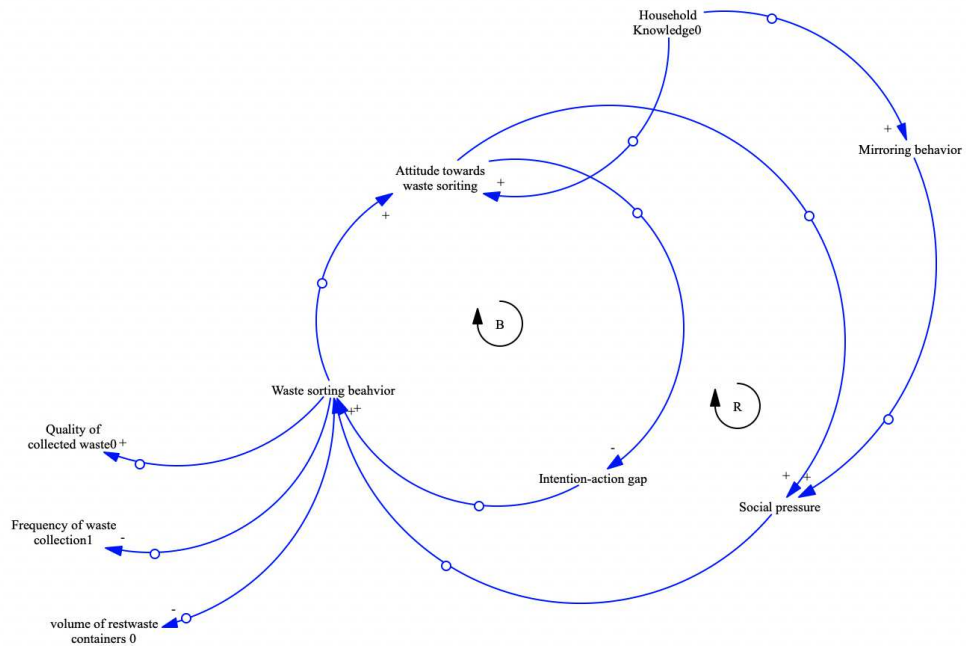 Household
Knowledge0
+
Mirroring behavior
Attitude towards
waste soriting
+
+
B
Waste sorting beahvior
++
R
Quality of
collected waste0 +
-
Intention-action gap
+ +
Social pressure
Frequency of waste
collection1
-
-
volume of restwaste
containers 0